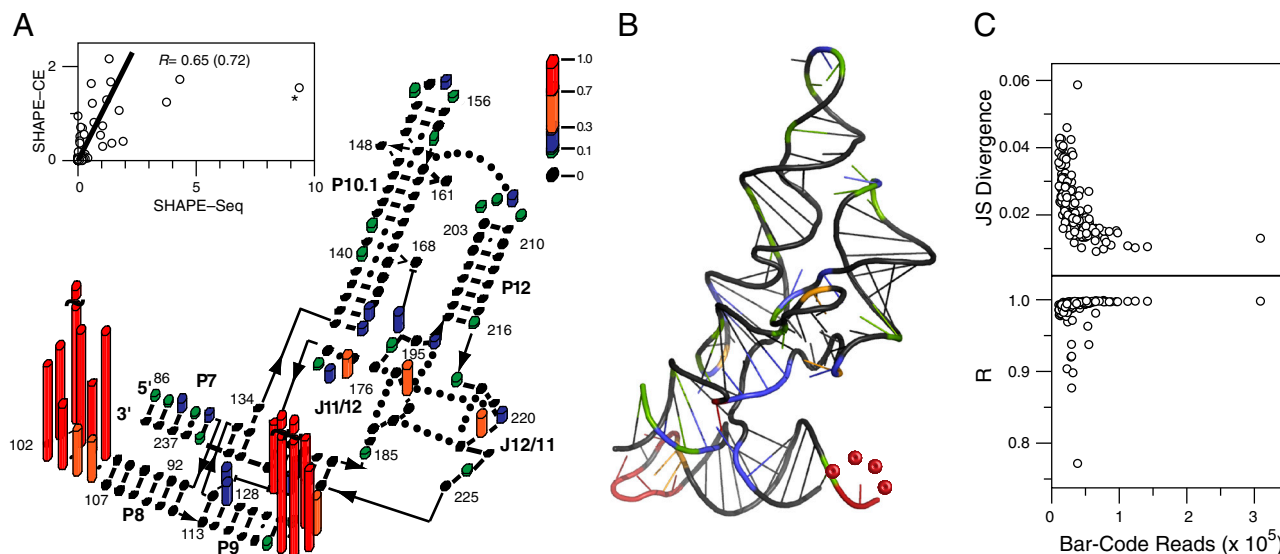 A
B
C
R= 0.65 (0.72)
SHAPE–CE
2
0
*
0
5
10
SHAPE–Seq
1.0
0.7
0.3
0.1
0
156
148
P10.1
161
203
210
140
168
P12
216
195
176
J11/12
134
220
J12/11
185
225
5'
86
P7
3'
237
102
92
107
128
P8
113
P9
JS Divergence
0.06
0.04
0.02
R
1.0
0.9
0.8
0
1
2
3
Bar-Code Reads (x 10⁵)